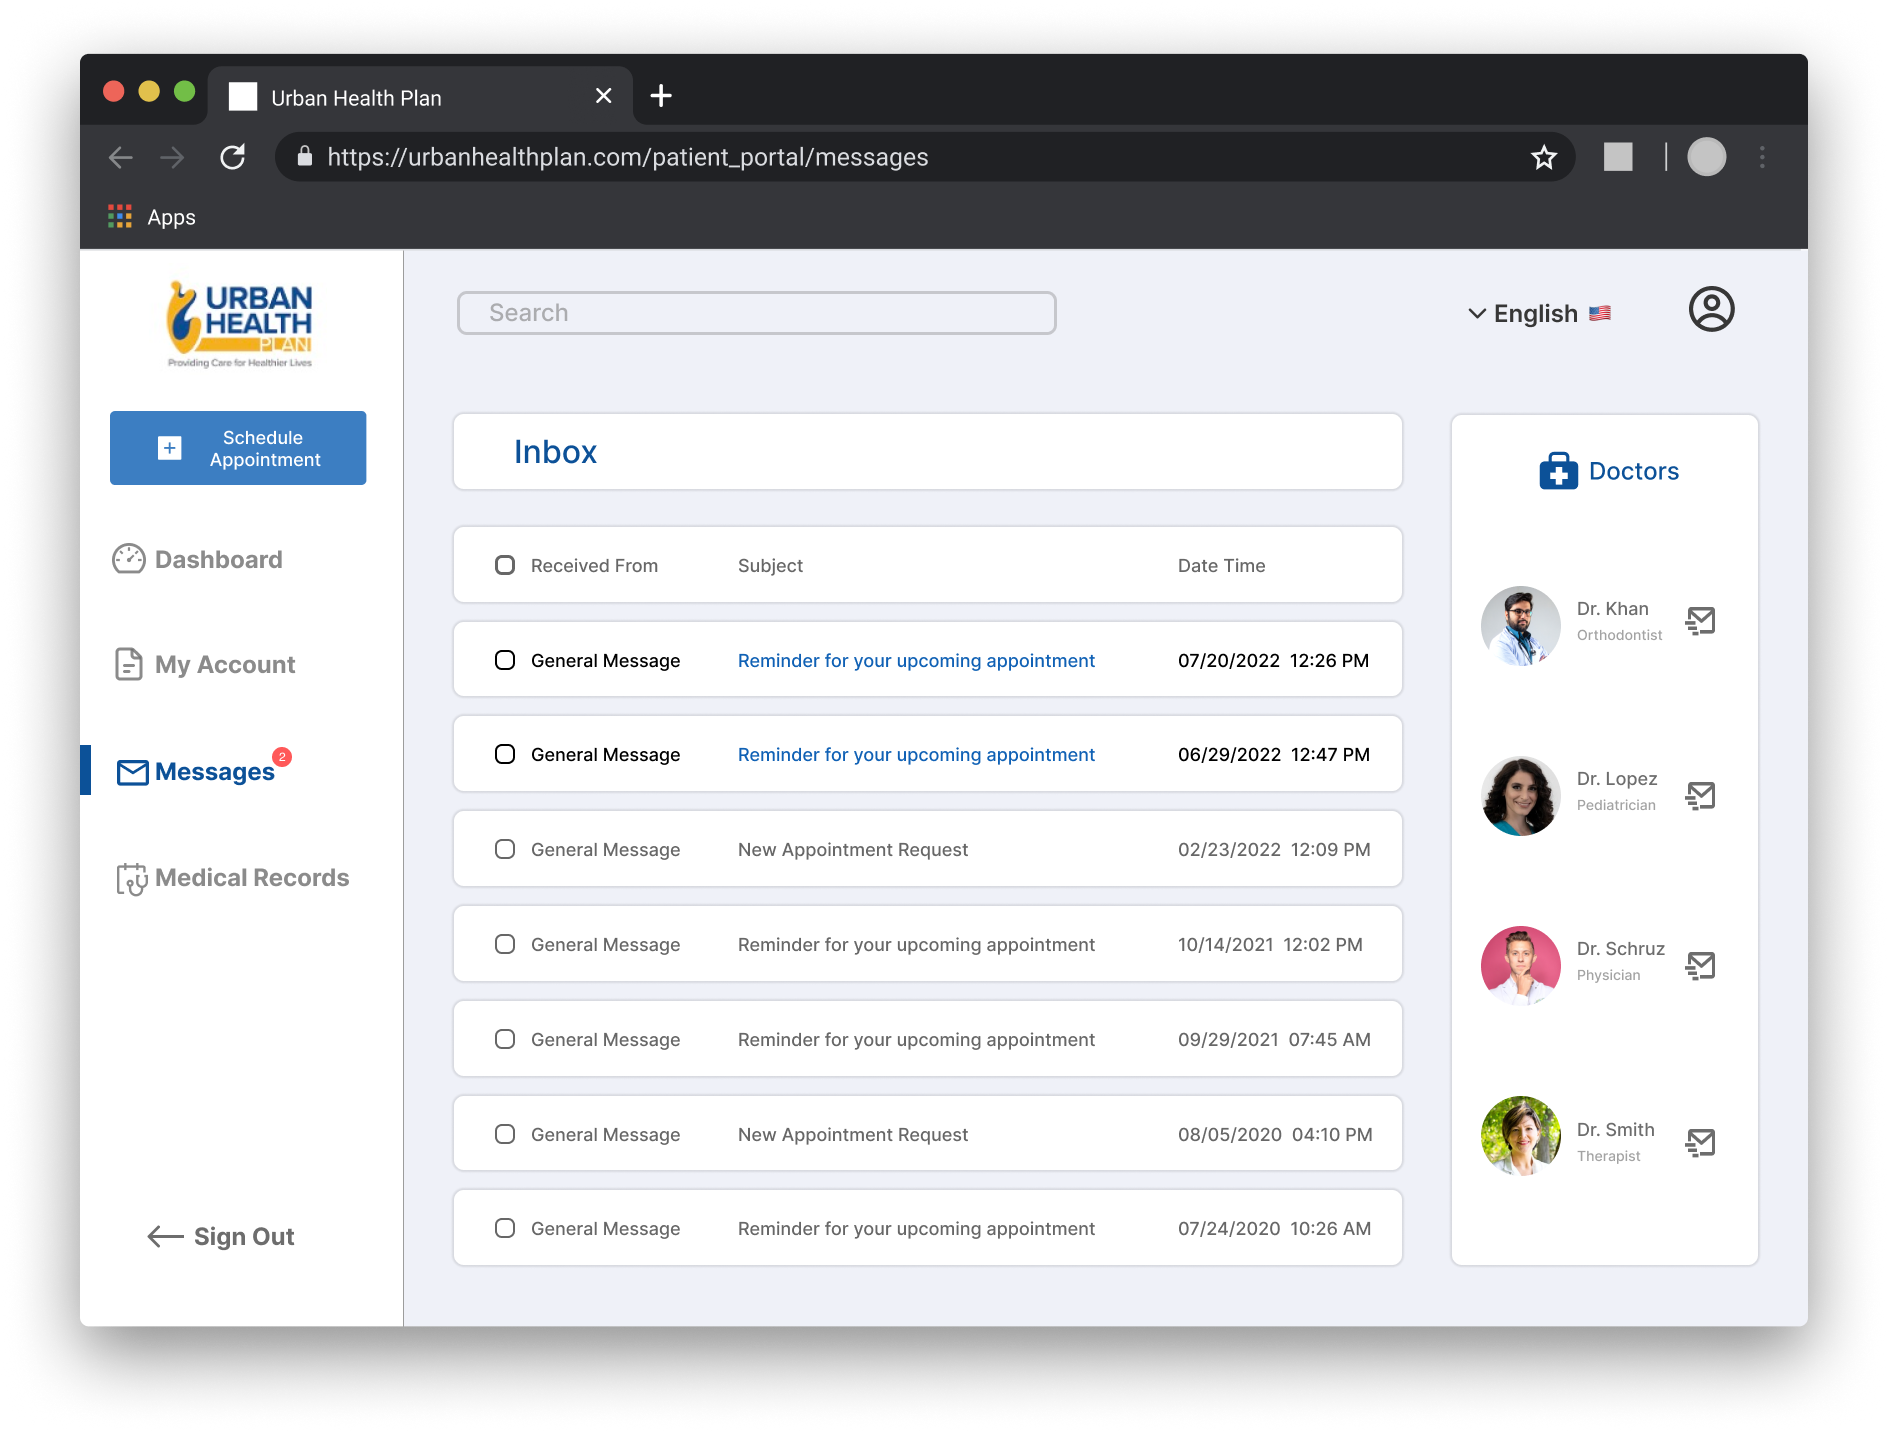 Urban Health Plan
https://urbanhealthplan.com/patient_portal/messages
Apps
URBAN
HEALTH
PLAN
Providing Care for Healthier Lives
Search
English
Schedule
Appointment
Dashboard
My Account
Messages 2
Medical Records
Sign Out
Inbox
Received From Subject Date Time
General Message Reminder for your upcoming appointment 07/20/2022 12:26 PM
General Message Reminder for your upcoming appointment 06/29/2022 12:47 PM
General Message New Appointment Request 02/23/2022 12:09 PM
General Message Reminder for your upcoming appointment 10/14/2021 12:02 PM
General Message Reminder for your upcoming appointment 09/29/2021 07:45 AM
General Message New Appointment Request 08/05/2020 04:10 PM
General Message Reminder for your upcoming appointment 07/24/2020 10:26 AM
Doctors
Dr. Khan
Orthodontist
Dr. Lopez
Pediatrician
Dr. Schruz
Physician
Dr. Smith
Therapist